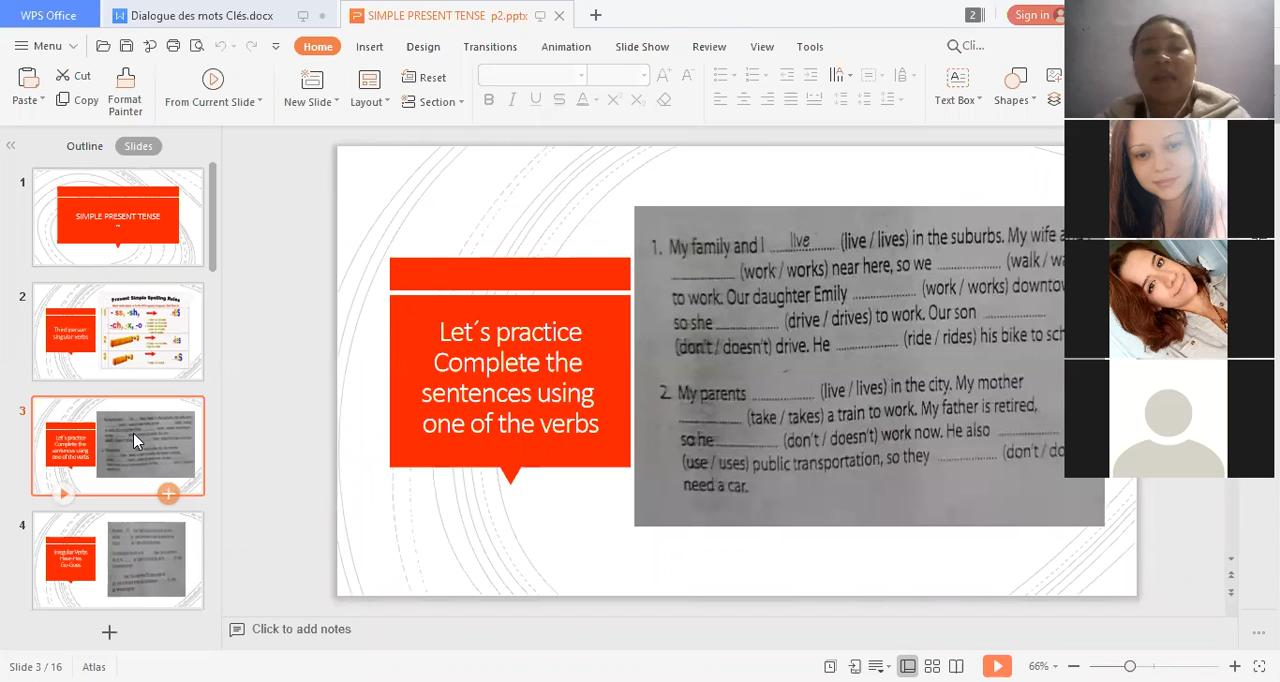 WPS Office
Dialogue des mots Clés.docx
SIMPLE PRESENT TENSE p2.pptx
2
Sign in
Menu
Home
Insert
Design
Transitions
Animation
Slide Show
Review
View
Tools
Cli...
Paste
Cut
Copy
Format
Painter
From Current Slide
New Slide
Layout
Reset
Section
Text Box
Shapes
Outline
Slides
1
SIMPLE PRESENT TENSE
2
Third person
singular verbs
Present Simple Spelling Rules
- ss, -sh,
-ch, -x, -o
3
Let´s practice
Complete the
sentences using
one of the verbs
4
Irregular Verbs
Have-Has
Go-Goes
Let´s practice
Complete the
sentences using
one of the verbs
1. My family and I live (live / lives) in the suburbs. My wife
(work / works) near here, so we ............ (walk /
to work. Our daughter Emily ............ (work / works)
so she ............ (drive / drives) to work. Our son ............
(don't / doesn't) drive. He ............ (ride / rides) his bike to
2. My parents ............ (live / lives) in the city. My mother
............ (take / takes) a train to work. My father is retired,
so he ............ (don't / doesn't) work now. He also ............
(use / uses) public transportation, so they ............ (don't /
need a car.
Click to add notes
Slide 3 / 16
Atlas
66%